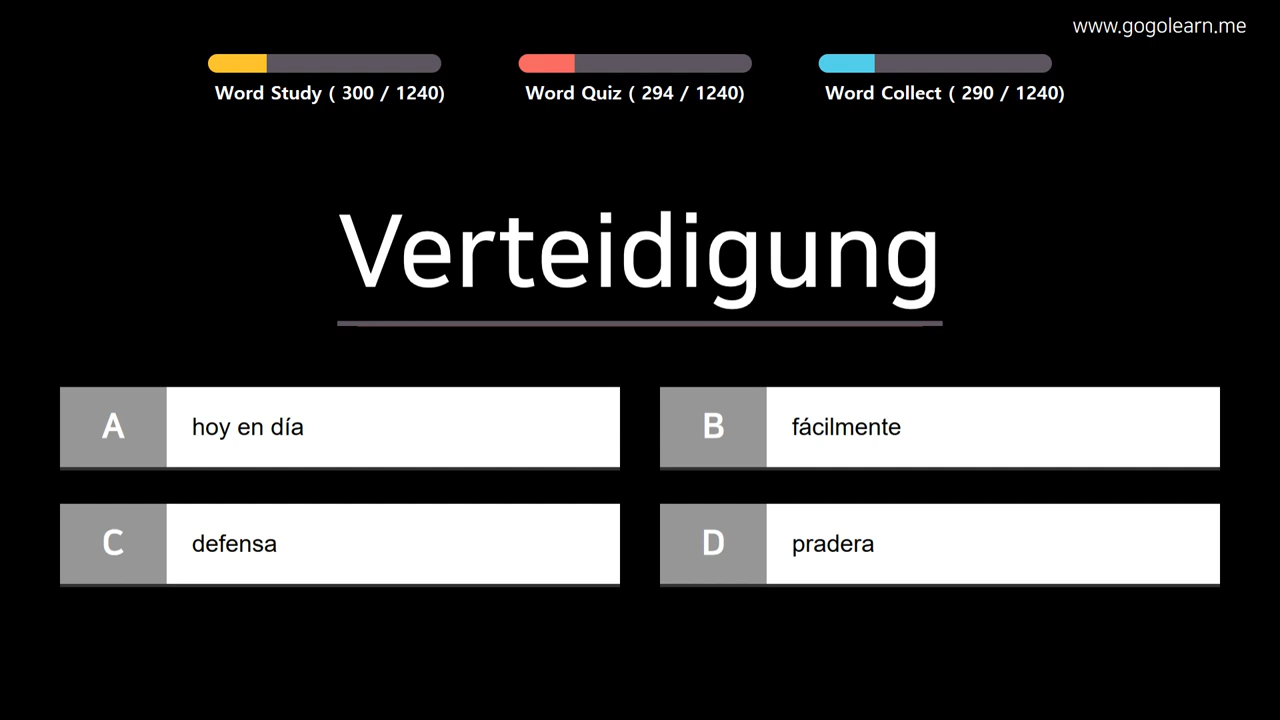 www.gogolearn.me
Word Study ( 300 / 1240)
Word Quiz ( 294 / 1240)
Word Collect ( 290 / 1240)
Verteidigung
A hoy en día
B fácilmente
C defensa
D pradera